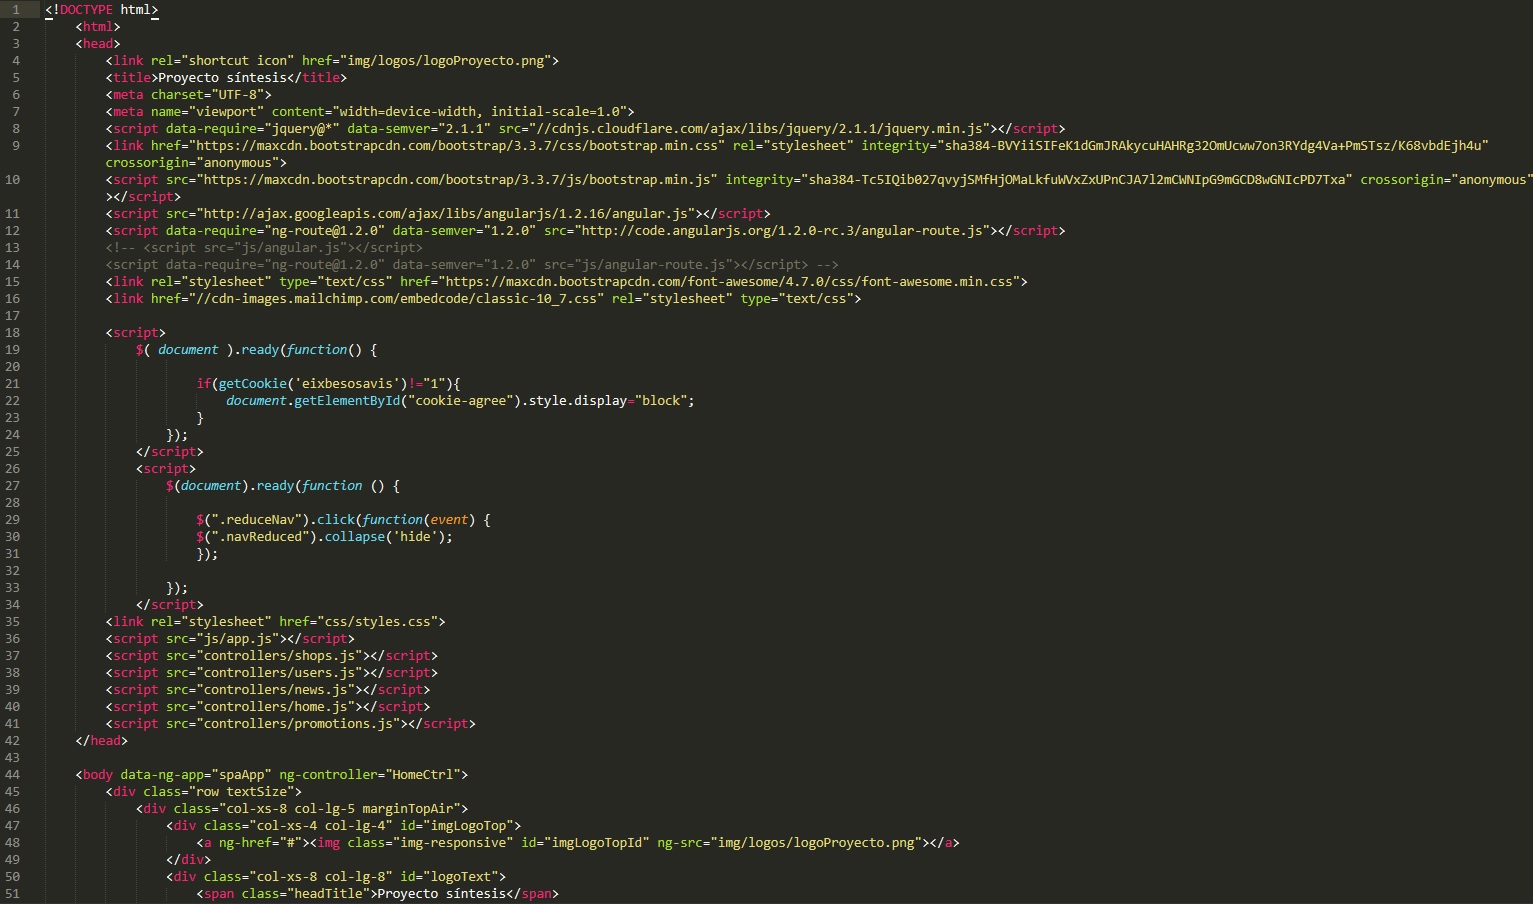 1 <!DOCTYPE html>
2 <html>
3 <head>
4 <link rel="shortcut icon" href="img/logos/logoProyecto.png">
5 <title>Proyecto síntesis</title>
6 <meta charset="UTF-8">
7 <meta name="viewport" content="width=device-width, initial-scale=1.0">
8 <script data-require="jquery@*" data-semver="2.1.1" src="//cdnjs.cloudflare.com/ajax/libs/jquery/2.1.1/jquery.min.js"></script>
9 <link href="https://maxcdn.bootstrapcdn.com/bootstrap/3.3.7/css/bootstrap.min.css" rel="stylesheet" integrity="sha384-BVYiiSIFeK1dGmJRAkycuHAHRg32OmUcww7on3RYdg4Va+PmSTsz/K68vbdEjh4u"
crossorigin="anonymous">
10 <script src="https://maxcdn.bootstrapcdn.com/bootstrap/3.3.7/js/bootstrap.min.js" integrity="sha384-Tc5IQib027qvyjSMfHjOMaLkfuWVxZxUPnCJA7l2mCWNIpG9mGCD8wGNIcPD7Txa" crossorigin="anonymous"
></script>
11 <script src="http://ajax.googleapis.com/ajax/libs/angularjs/1.2.16/angular.js"></script>
12 <script data-require="ng-route@1.2.0" data-semver="1.2.0" src="http://code.angularjs.org/1.2.0-rc.3/angular-route.js"></script>
13 <!-- <script src="js/angular.js"></script>
14 <script data-require="ng-route@1.2.0" data-semver="1.2.0" src="js/angular-route.js"></script> -->
15 <link rel="stylesheet" type="text/css" href="https://maxcdn.bootstrapcdn.com/font-awesome/4.7.0/css/font-awesome.min.css">
16 <link href="//cdn-images.mailchimp.com/embedcode/classic-10_7.css" rel="stylesheet" type="text/css">
17
18 <script>
19 $( document ).ready(function() {
20
21 if(getCookie('eixbesosavis')!="1"){
22 document.getElementById("cookie-agree").style.display="block";
23 }
24 });
25 </script>
26 <script>
27 $(document).ready(function () {
28
29 $(".reduceNav").click(function(event) {
30 $(".navReduced").collapse('hide');
31 });
32
33 });
34 </script>
35 <link rel="stylesheet" href="css/styles.css">
36 <script src="js/app.js"></script>
37 <script src="controllers/shops.js"></script>
38 <script src="controllers/users.js"></script>
39 <script src="controllers/news.js"></script>
40 <script src="controllers/home.js"></script>
41 <script src="controllers/promotions.js"></script>
42 </head>
43
44 <body data-ng-app="spaApp" ng-controller="HomeCtrl">
45 <div class="row textSize">
46 <div class="col-xs-8 col-lg-5 marginTopAir">
47 <div class="col-xs-4 col-lg-4" id="imgLogoTop">
48 <a ng-href="#"><img class="img-responsive" id="imgLogoTopId" ng-src="img/logos/logoProyecto.png"></a>
49 </div>
50 <div class="col-xs-8 col-lg-8" id="logoText">
51 <span class="headTitle">Proyecto síntesis</span>